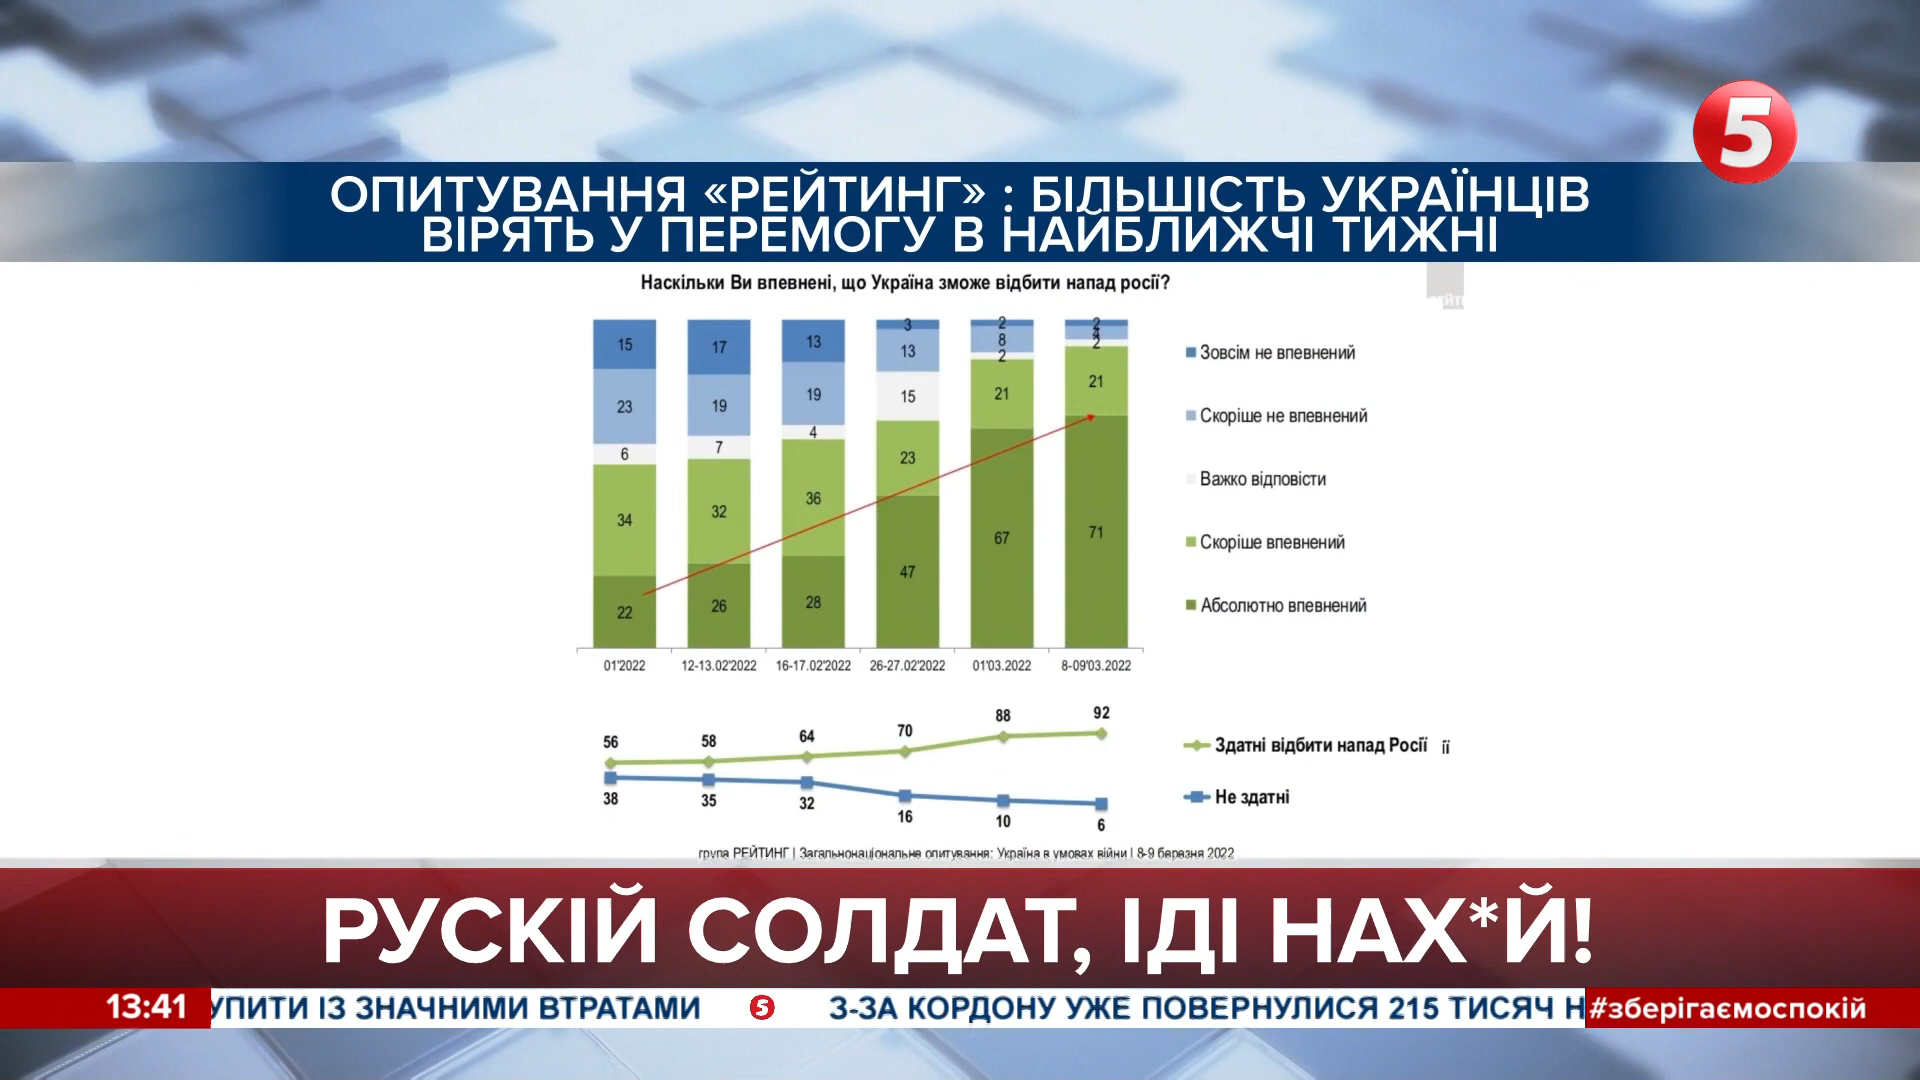 5
ОПИТУВАННЯ «РЕЙТИНГ» : БІЛЬШІСТЬ УКРАЇНЦІВ
ВІРЯТЬ У ПЕРЕМОГУ В НАЙБЛИЖЧІ ТИЖНІ
Наскільки Ви впевнені, що Україна зможе відбити напад росії?
15 17 13 3 2 2
23 19 19 13 8 4
6 7 4 15 2 2
34 32 36 23 21 21
22 26 28 47 67 71
01'2022 12-13.02'2022 16-17.02'2022 26-27.02'2022 01'03.2022 8-09'03.2022
Зовсім не впевнений
Скоріше не впевнений
Важко відповісти
Скоріше впевнений
Абсолютно впевнений
56 58 64 70 88 92
38 35 32 16 10 6
Здатні відбити напад Росії ії
Не здатні
група РЕЙТИНГ | Загальнонаціональне опитування: Україна в умовах війни | 8-9 березня 2022
РУСКІЙ СОЛДАТ, ІДІ НАХ*Й!
13:41 УПИТИ ІЗ ЗНАЧНИМИ ВТРАТАМИ 5 З-ЗА КОРДОНУ УЖЕ ПОВЕРНУЛИСЯ 215 ТИСЯЧ Н #зберігаємоспокій